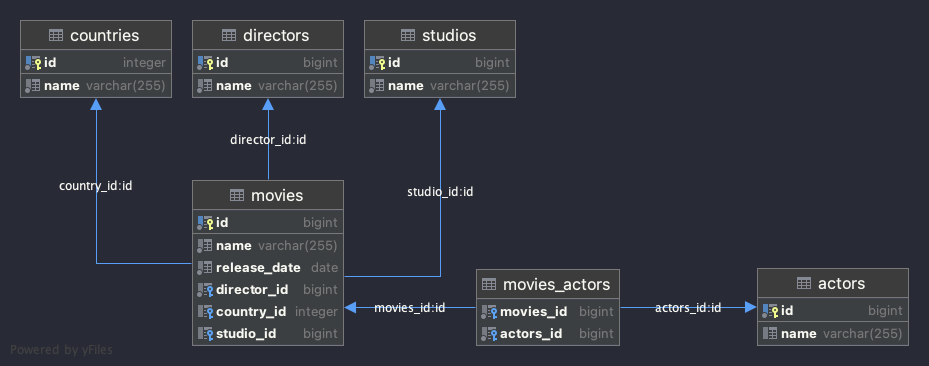 countries
id integer
name varchar(255)
directors
id bigint
name varchar(255)
studios
id bigint
name varchar(255)
director_id:id
country_id:id
studio_id:id
movies
id bigint
name varchar(255)
release_date date
director_id bigint
country_id integer
studio_id bigint
movies_id:id
movies_actors
movies_id bigint
actors_id bigint
actors_id:id
actors
id bigint
name varchar(255)
Powered by yFiles